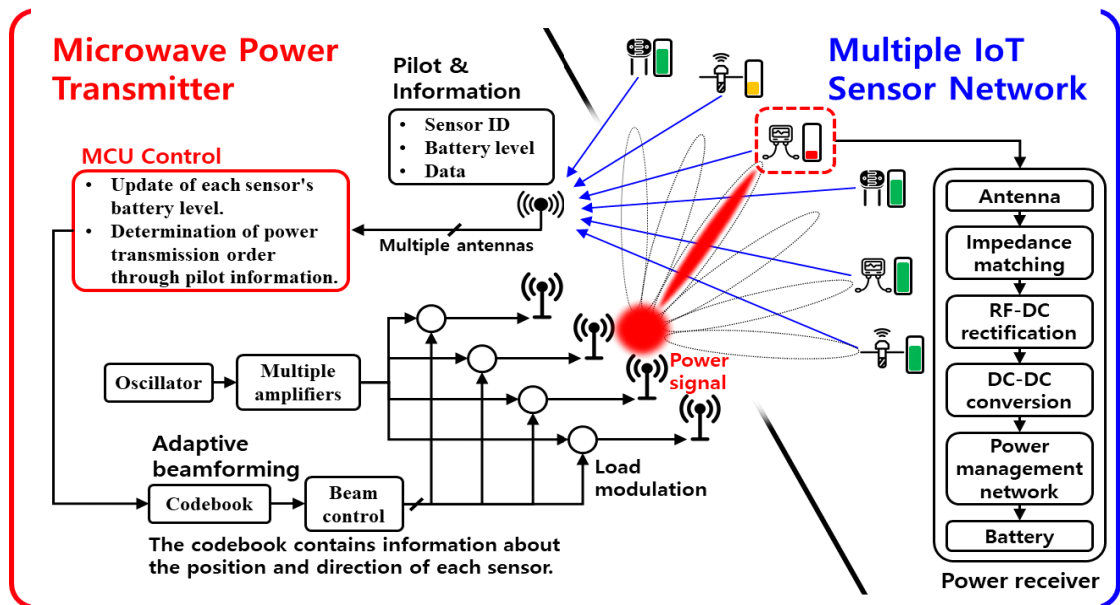 Microwave Power
Transmitter
Pilot &
Information
• Sensor ID
• Battery level
• Data
Multiple IoT
Sensor Network
MCU Control
• Update of each sensor's
battery level.
• Determination of power
transmission order
through pilot information.
Multiple antennas
Oscillator
Multiple
amplifiers
Power
signal
Adaptive
beamforming
Codebook
Beam
control
Load
modulation
The codebook contains information about
the position and direction of each sensor.
Antenna
Impedance
matching
RF-DC
rectification
DC-DC
conversion
Power
management
network
Battery
Power receiver